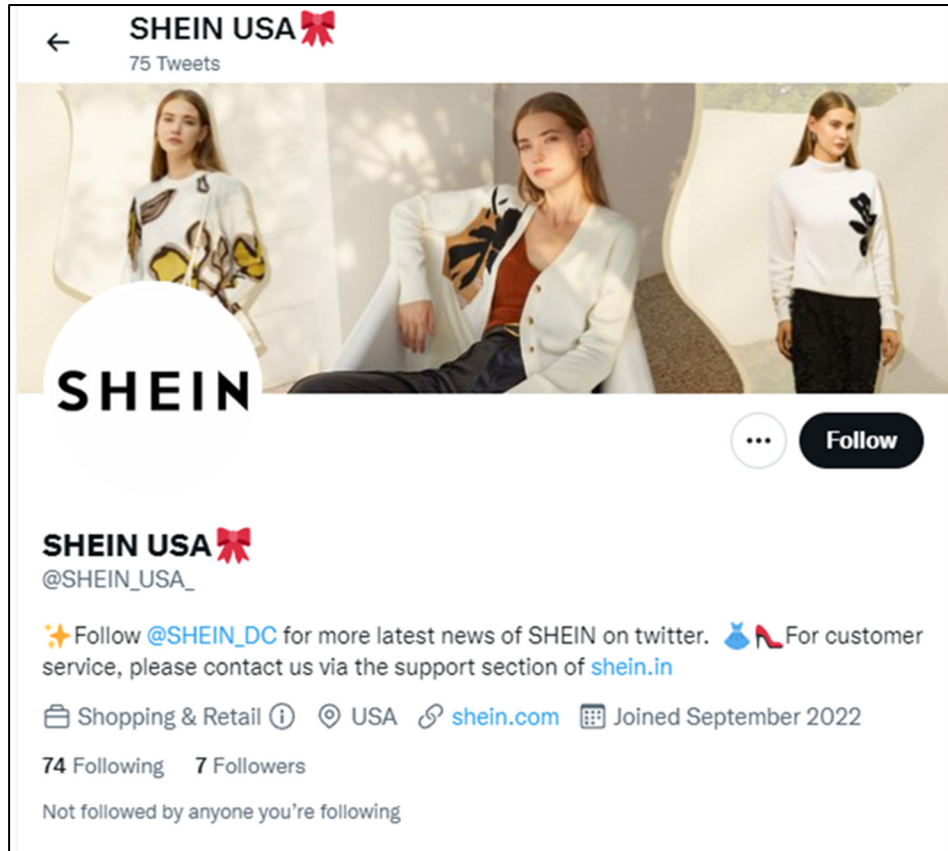 SHEIN USA🎀
75 Tweets
SHEIN
Follow
SHEIN USA🎀
@SHEIN_USA_
✨Follow @SHEIN_DC for more latest news of SHEIN on twitter. 👗👠For customer
service, please contact us via the support section of shein.in
Shopping & Retail USA shein.com Joined September 2022
74 Following 7 Followers
Not followed by anyone you’re following